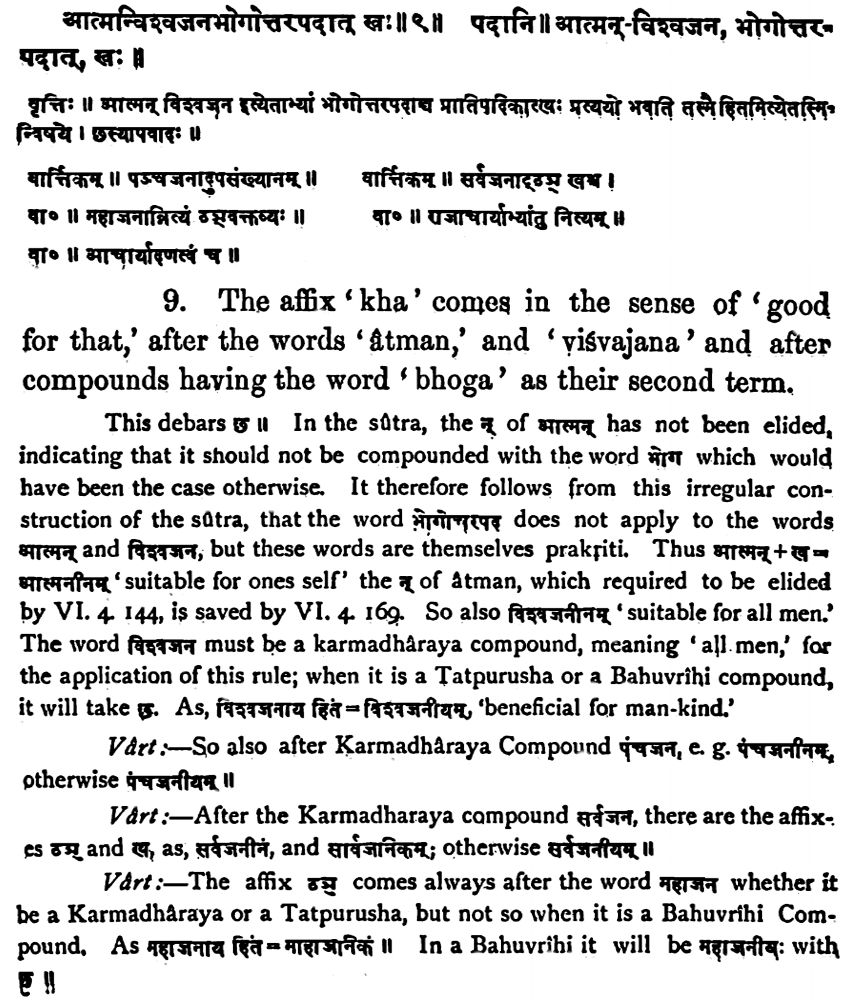 आत्मन्विश्वजनभोगोत्तरपदात् खः॥९॥ पदानि॥ आत्मन्-विश्वजन, भोगोत्तर-
पदात्, खः॥
वृत्तिः॥ आत्मन् विश्वजन इत्येताभ्यां भोगोत्तरपदाच्च प्रातिपदिकात्खः प्रत्ययो भवति तस्मै हितमित्येतस्मि-
न्विषये। छस्यापवादः॥
वार्त्तिकम्॥ पञ्चजनादुपसंख्यानम्॥ वार्त्तिकम्॥ सर्वजनाट्ठञ् खश्च।
वा०॥ महाजनान्नित्यं ठञ्वक्तव्यः॥ वा०॥ राजाचार्याभ्यांतु नित्यम्॥
वा०॥ आचार्यादणत्वं च॥
9. The affix ‘kha’ comes in the sense of ‘good
for that,’ after the words ‘âtman,’ and ‘viśvajana’ and after
compounds having the word ‘bhoga’ as their second term.
This debars छ॥ In the sûtra, the न् of आत्मन् has not been elided,
indicating that it should not be compounded with the word भोग which would
have been the case otherwise. It therefore follows from this irregular con-
struction of the sûtra, that the word भोगोत्तरपद does not apply to the words
आत्मन् and विश्वजन, but these words are themselves prakṛiti. Thus आत्मन्+ख=
आत्मनीनम् ‘suitable for ones self’ the न् of âtman, which required to be elided
by VI. 4. 144, is saved by VI. 4. 169. So also विश्वजनीनम् ‘suitable for all men.’
The word विश्वजन must be a karmadhâraya compound, meaning ‘all men,’ for
the application of this rule; when it is a Tatpurusha or a Bahuvrîhi compound,
it will take छ. As, विश्वजनाय हितं=विश्वजनीयम्, ‘beneficial for man-kind.’
Vârt:—So also after Karmadhâraya Compound पंचजन, e. g. पंचजनीनम्,
otherwise पंचजनीयम्॥
Vârt:—After the Karmadharaya compound सर्वजन, there are the affix-
es ठञ् and ख, as, सर्वजनीनं, and सार्वजनिकम्; otherwise सर्वजनीयम्॥
Vârt:—The affix ठञ् comes always after the word महाजन whether it
be a Karmadhâraya or a Tatpurusha, but not so when it is a Bahuvrîhi Com-
pound. As महाजनाय हितं=माहाजनिकं॥ In a Bahuvrîhi it will be महाजनीयः with
छ॥